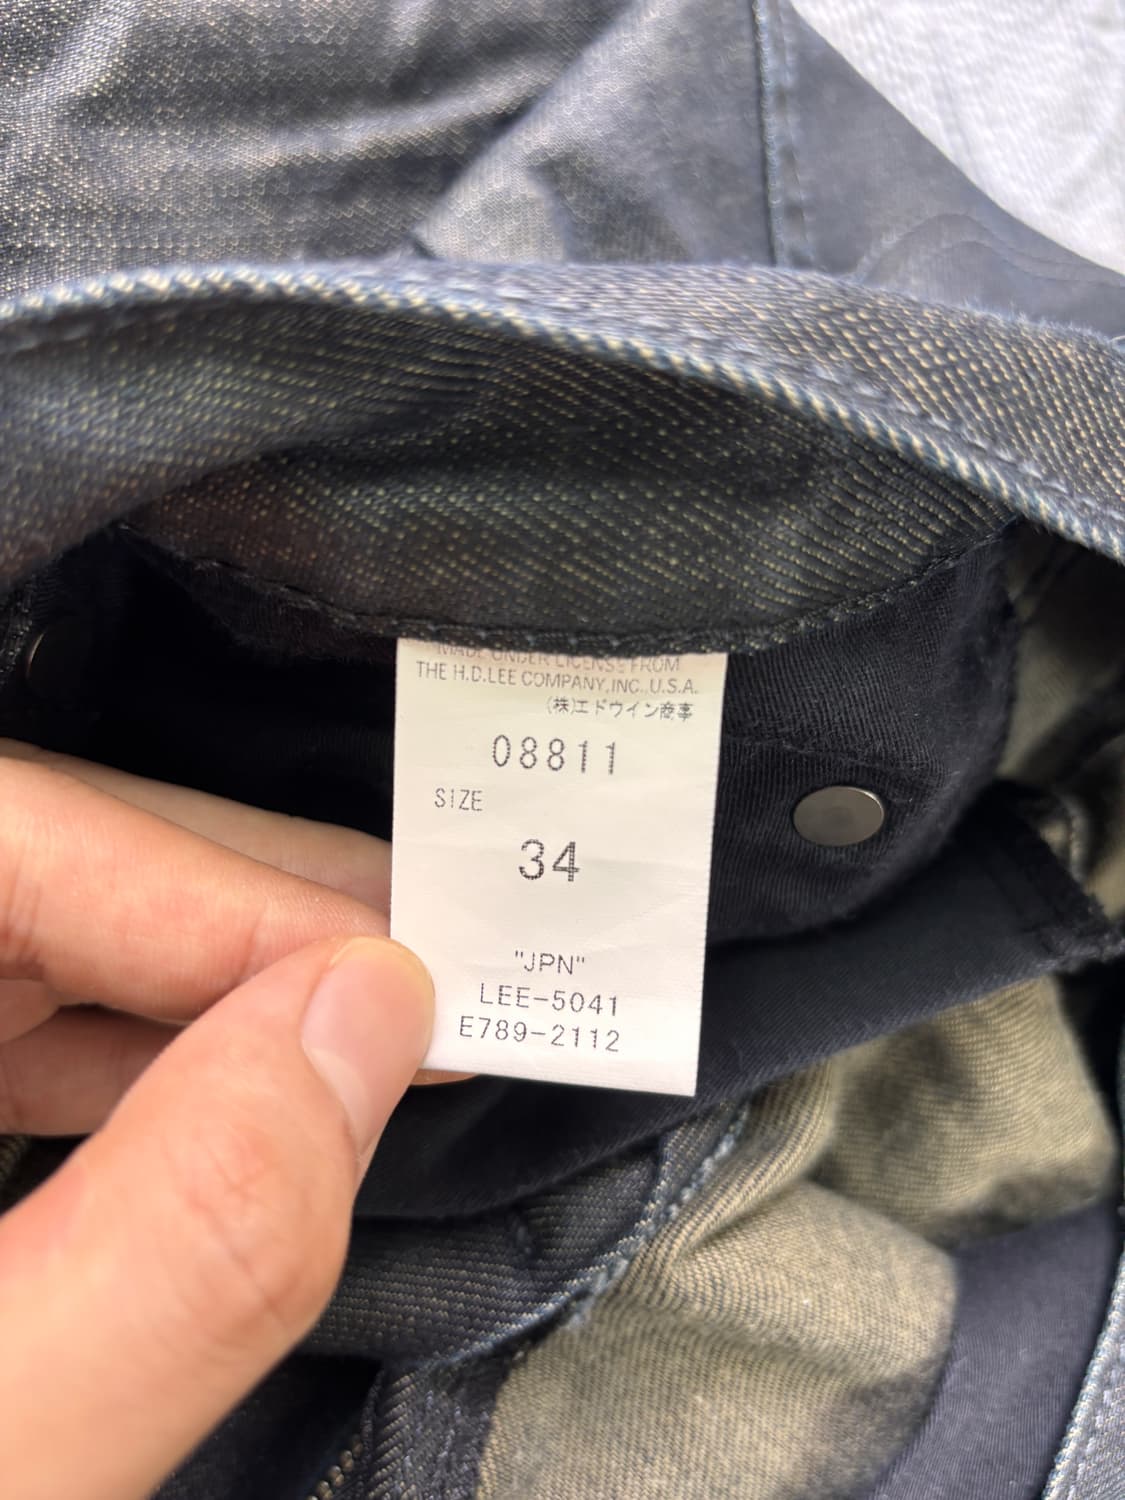 MADE UNDER LICENSE FROM
THE H.D.LEE COMPANY,INC.,U.S.A.
(株)エドウイン商事
08811
SIZE
34
"JPN"
LEE-5041
E789-2112